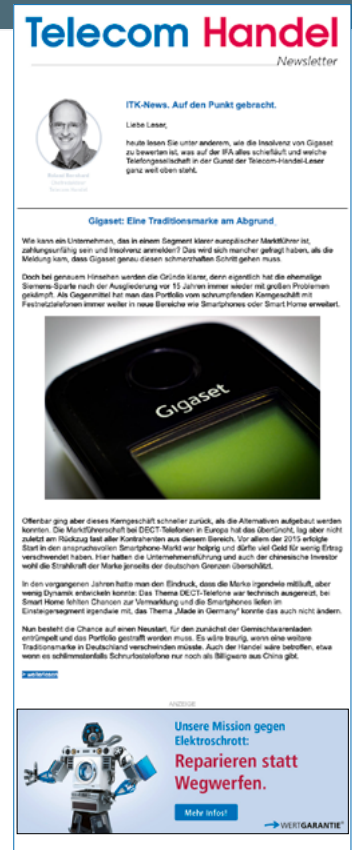 Telecom Handel
Newsletter
ITK-News. Auf den Punkt gebracht.
Liebe Leser,
heute lesen Sie unter anderem, wie die Insolvenz von Gigaset
zu bewerten ist, was auf der IFA alles schiefläuft und welche
Telefongesellschaft in der Gunst der Telecom-Handel-Leser
ganz weit oben steht.
Roland Bernhard
Chefredakteur
Telecom Handel
Gigaset: Eine Traditionsmarke am Abgrund
Wie kann ein Unternehmen, das in einem Segment klarer europäischer Marktführer ist,
zahlungsunfähig sein und Insolvenz anmelden? Das wird sich mancher gefragt haben, als die
Meldung kam, dass Gigaset genau diesen schmerzhaften Schritt gehen muss.
Doch bei genauem Hinsehen werden die Gründe klarer, denn eigentlich hat die ehemalige
Siemens-Sparte nach der Ausgliederung vor 15 Jahren immer wieder mit großen Problemen
gekämpft. Als Gegenmittel hat man das Portfolio vom schrumpfenden Kerngeschäft mit
Festnetztelefonen immer weiter in neue Bereiche wie Smartphones oder Smart Home erweitert.
Gigaset
Offenbar ging aber dieses Kerngeschäft schneller zurück, als die Alternativen aufgebaut werden
konnten. Die Marktführerschaft bei DECT-Telefonen in Europa hat das übertüncht, lag aber nicht
zuletzt am Rückzug fast aller Kontrahenten aus diesem Bereich. Vor allem der 2015 erfolgte
Start in den anspruchsvollen Smartphone-Markt war holprig und dürfte viel Geld für wenig Ertrag
verschwendet haben. Hier hatten die Unternehmensführung und auch der chinesische Investor
wohl die Strahlkraft der Marke jenseits der deutschen Grenzen überschätzt.
In den vergangenen Jahren hatte man den Eindruck, dass die Marke irgendwie mitläuft, aber
wenig Dynamik entwickeln konnte: Das Thema DECT-Telefone war technisch ausgereizt, bei
Smart Home fehlten Chancen zur Vermarktung und die Smartphones liefen im
Einstiegersegment irgendwie mit, das Thema „Made in Germany" konnte das auch nicht ändern.
Nun besteht die Chance auf einen Neustart, für den zunächst der Gemischtwarenladen
entrümpelt und das Portfolio gestrafft werden muss. Es wäre traurig, wenn eine weitere
Traditionsmarke in Deutschland verschwinden müsste. Auch der Handel wäre betroffen, etwa
wenn es schlimmstenfalls Schnurlostelefone nur noch als Billigware aus China gibt.
> weiterlesen
ANZEIGE
Unsere Mission gegen
Elektroschrott:
Reparieren statt
Wegwerfen.
Mehr Infos!
WERTGARANTIE®